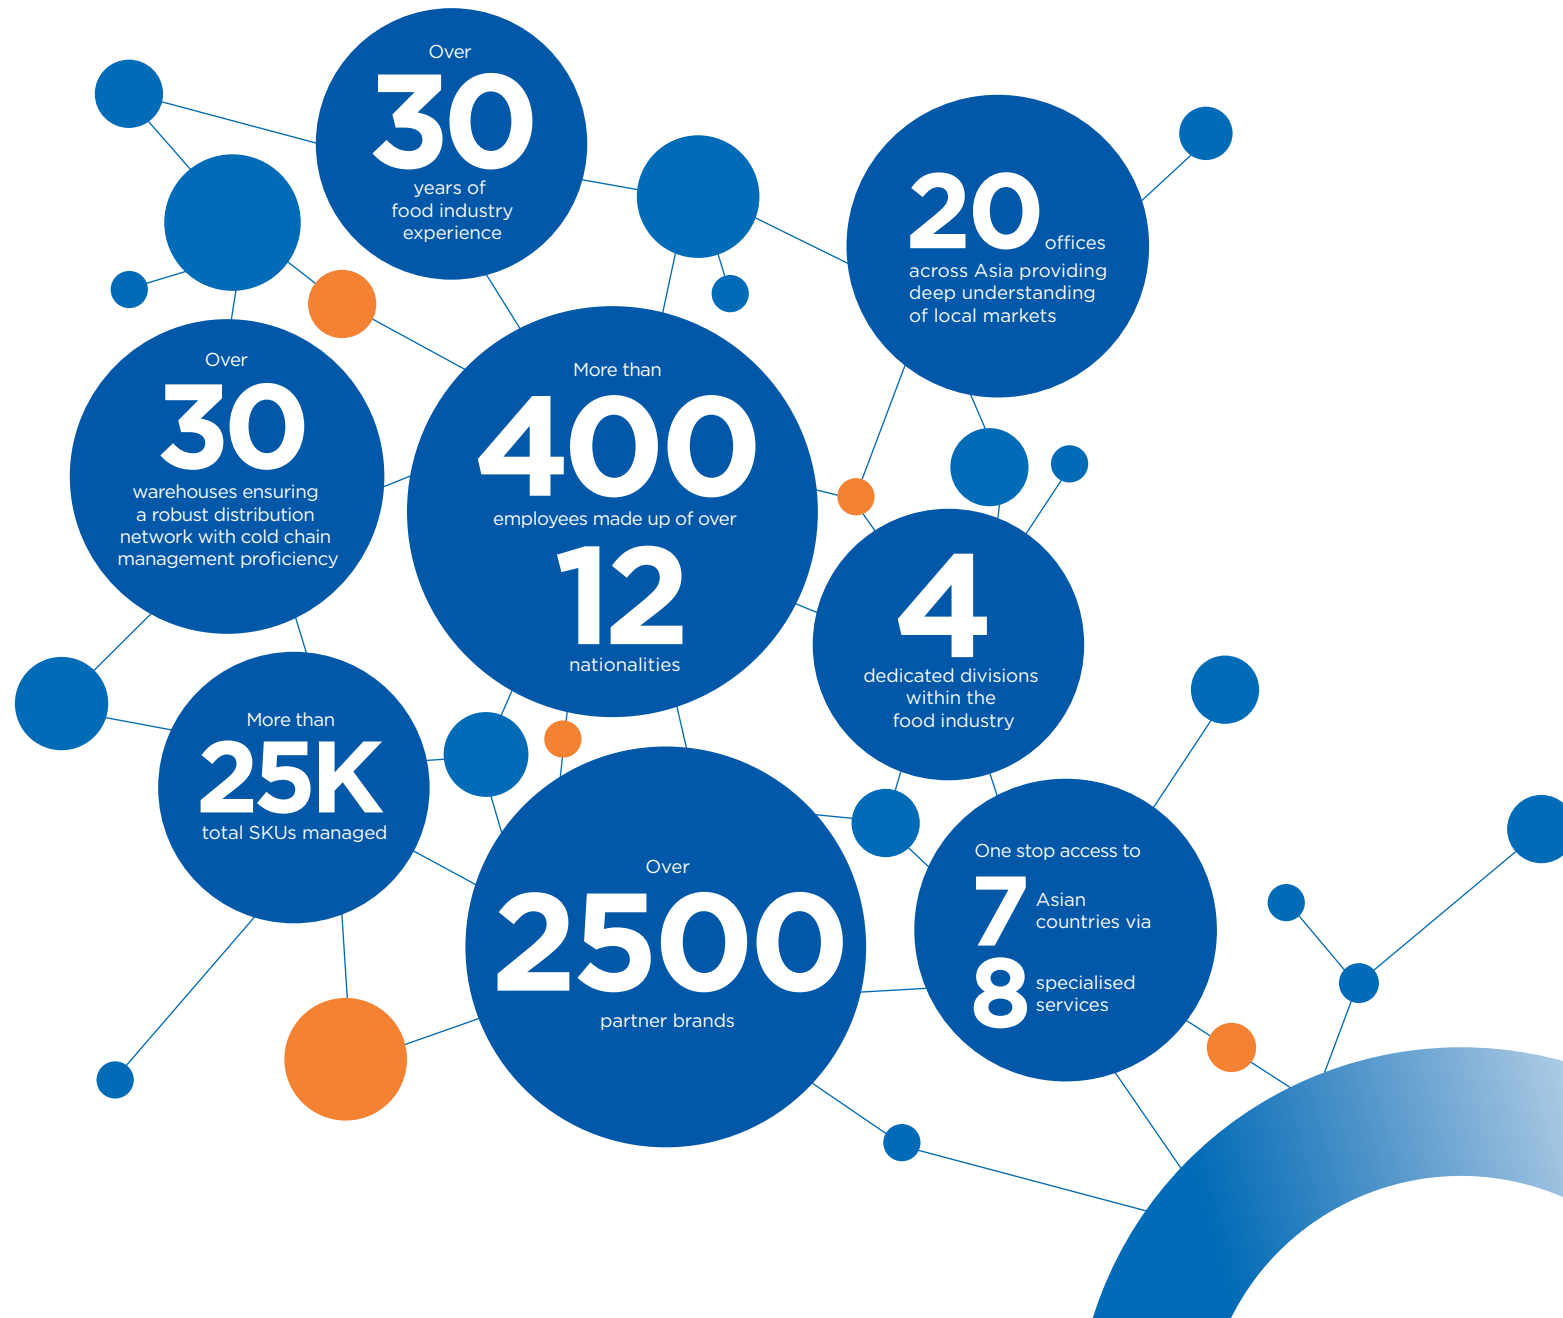 Over
30
years of
food industry
experience
20 offices
across Asia providing
deep understanding
of local markets
Over
30
warehouses ensuring
a robust distribution
network with cold chain
management proficiency
More than
400
employees made up of over
12
nationalities
4
dedicated divisions
within the
food industry
More than
25K
total SKUs managed
Over
2500
partner brands
One stop access to
7 Asian
countries via
8 specialised
services